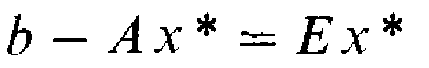 b − Ax* = Ex*